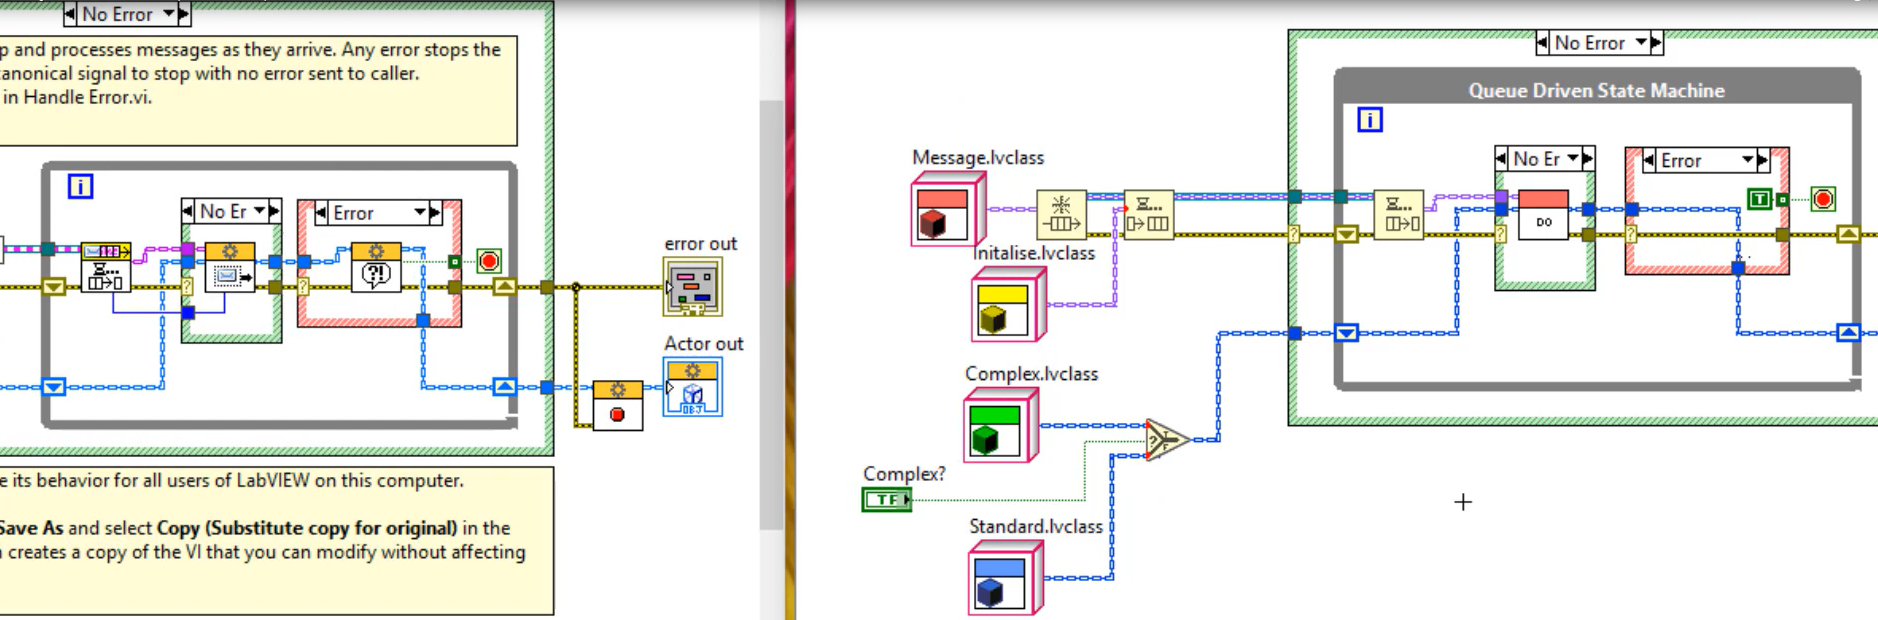 No Error
p and processes messages as they arrive. Any error stops the
anonical signal to stop with no error sent to caller.
in Handle Error.vi.
i
No Er
Error
?!
error out
Actor out
OBJ
e its behavior for all users of LabVIEW on this computer.
Save As and select Copy (Substitute copy for original) in the
creates a copy of the VI that you can modify without affecting
No Error
Queue Driven State Machine
i
Message.lvclass
No Er
Error
T
DO
Initalise.lvclass
Complex.lvclass
? T F
Complex?
TF
Standard.lvclass